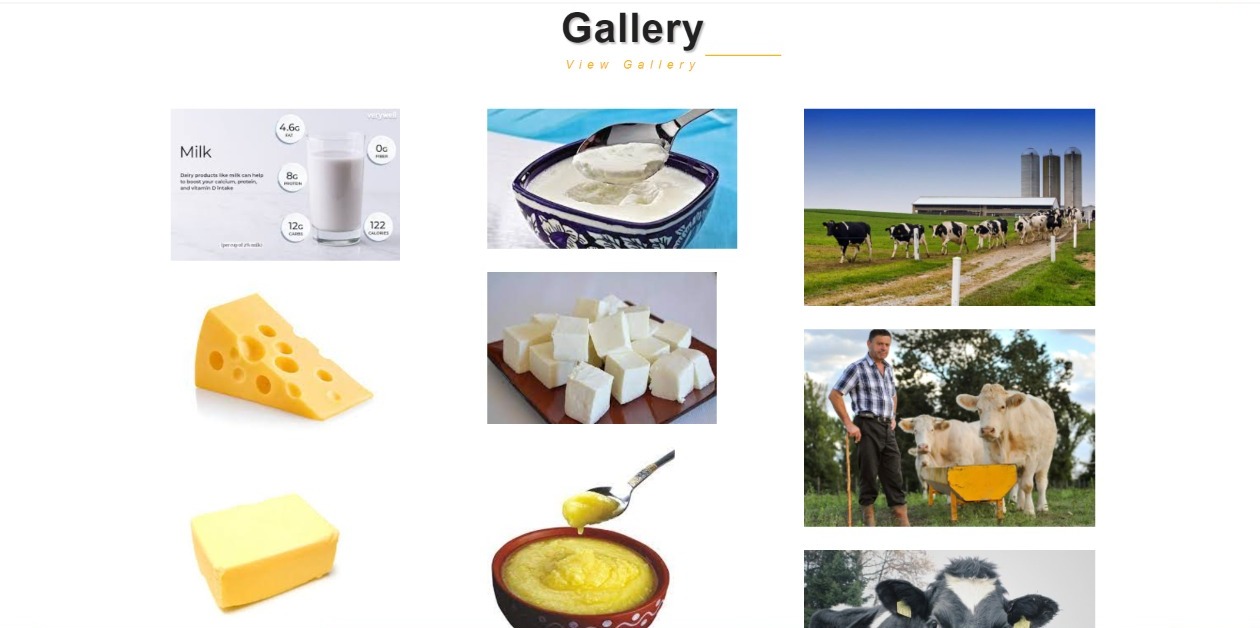 Gallery
View Gallery
verywell
Milk
Dairy products like milk can help
to boost your calcium, protein,
and vitamin D intake
4.6G
FAT
0G
FIBER
8G
PROTEIN
12G
CARBS
122
CALORIES
(per cup of 2% milk)